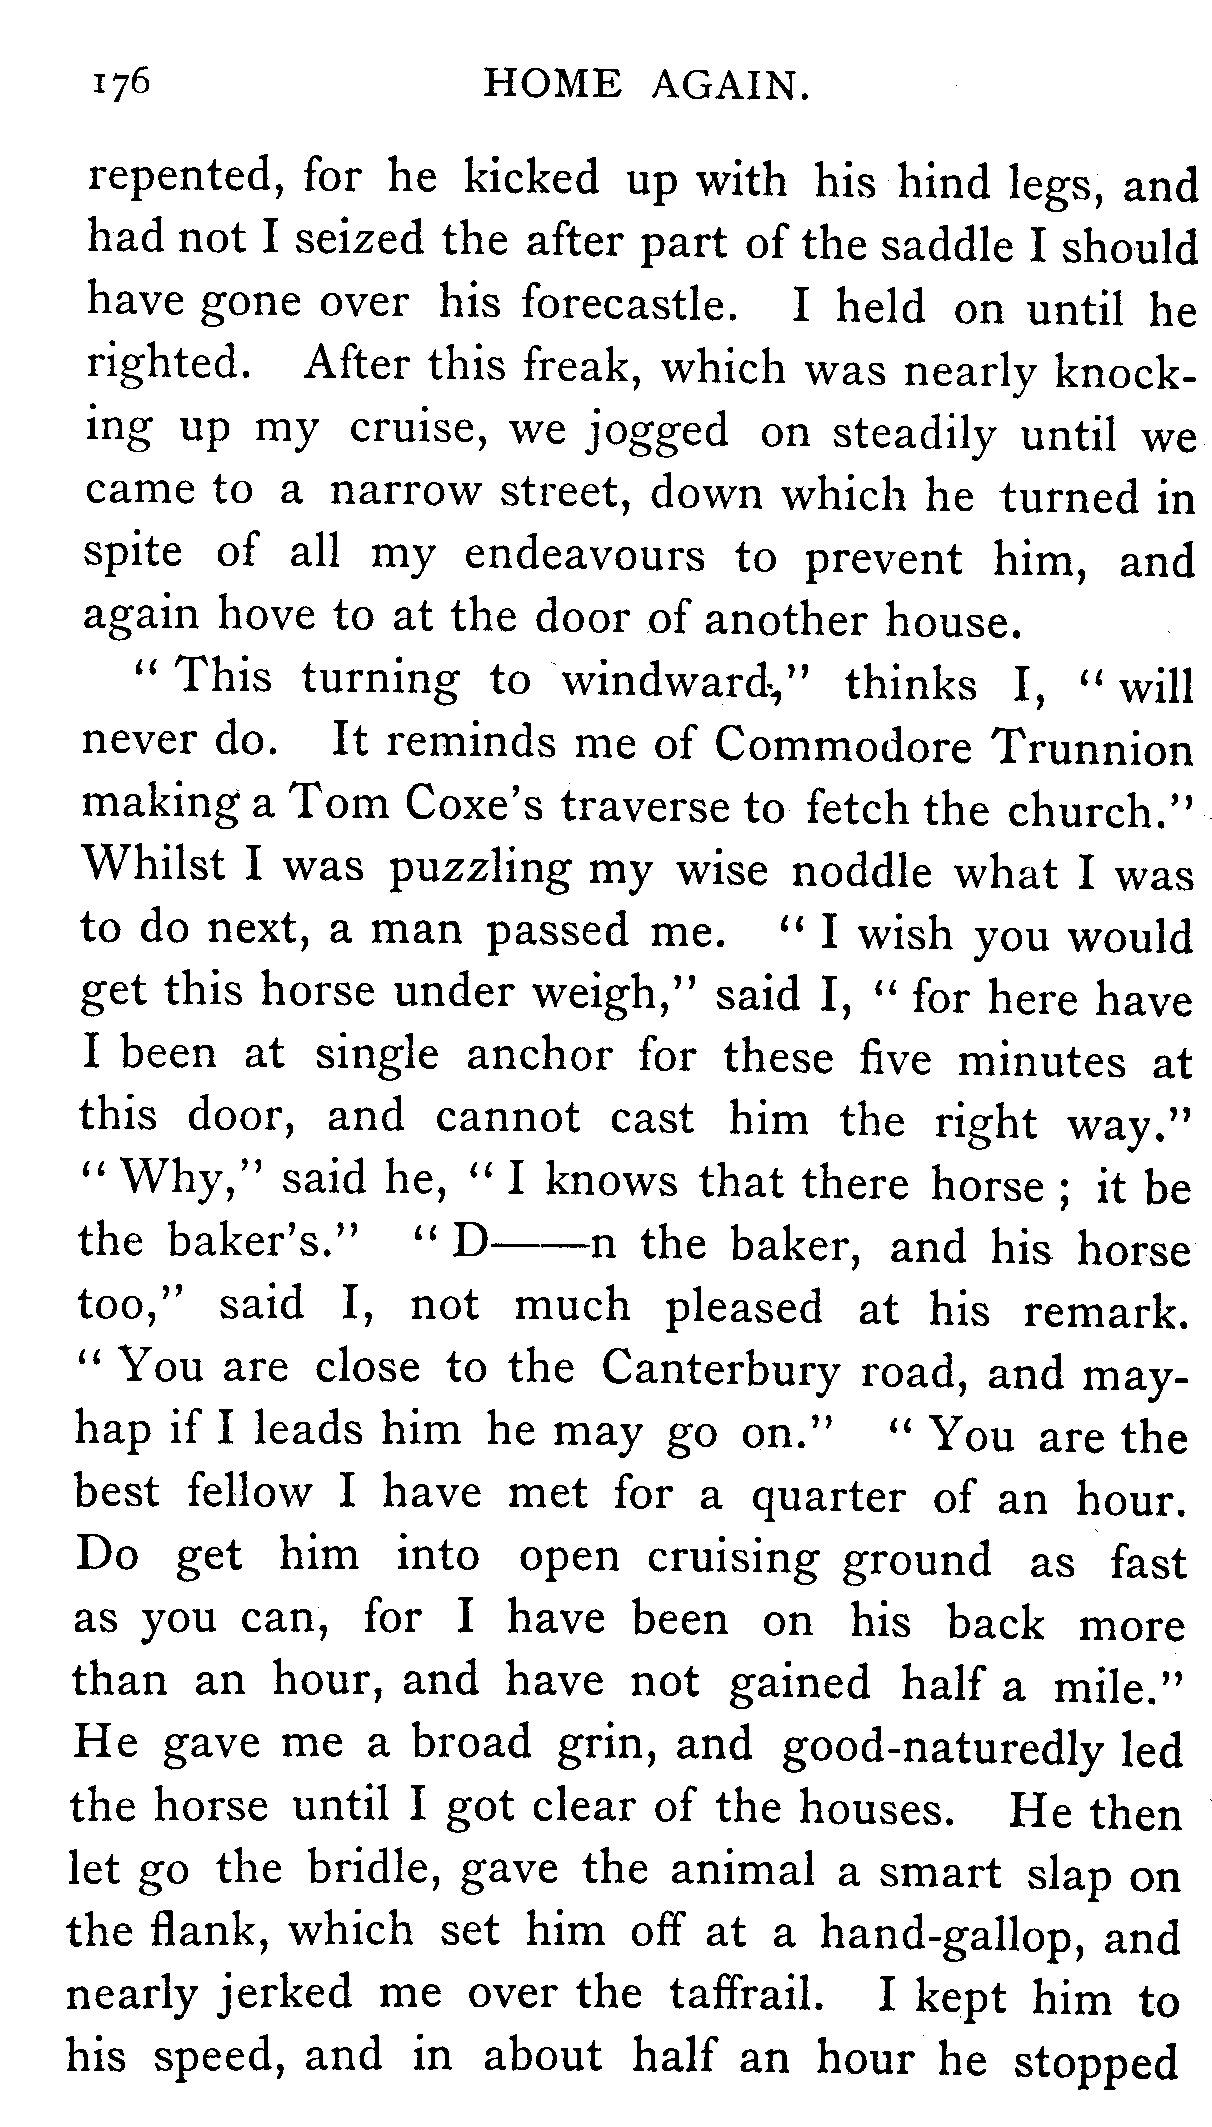 176 HOME AGAIN.
repented, for he kicked up with his hind legs, and
had not I seized the after part of the saddle I should
have gone over his forecastle. I held on until he
righted. After this freak, which was nearly knock-
ing up my cruise, we jogged on steadily until we
came to a narrow street, down which he turned in
spite of all my endeavours to prevent him, and
again hove to at the door of another house.
“ This turning to windward,” thinks I, “ will
never do. It reminds me of Commodore Trunnion
making a Tom Coxe’s traverse to fetch the church.”
Whilst I was puzzling my wise noddle what I was
to do next, a man passed me. “ I wish you would
get this horse under weigh,” said I, “ for here have
I been at single anchor for these five minutes at
this door, and cannot cast him the right way.”
“ Why,” said he, “ I knows that there horse ; it be
the baker’s.” “ D——n the baker, and his horse
too,” said I, not much pleased at his remark.
“ You are close to the Canterbury road, and may-
hap if I leads him he may go on.” “ You are the
best fellow I have met for a quarter of an hour.
Do get him into open cruising ground as fast
as you can, for I have been on his back more
than an hour, and have not gained half a mile.”
He gave me a broad grin, and good-naturedly led
the horse until I got clear of the houses. He then
let go the bridle, gave the animal a smart slap on
the flank, which set him off at a hand-gallop, and
nearly jerked me over the taffrail. I kept him to
his speed, and in about half an hour he stopped